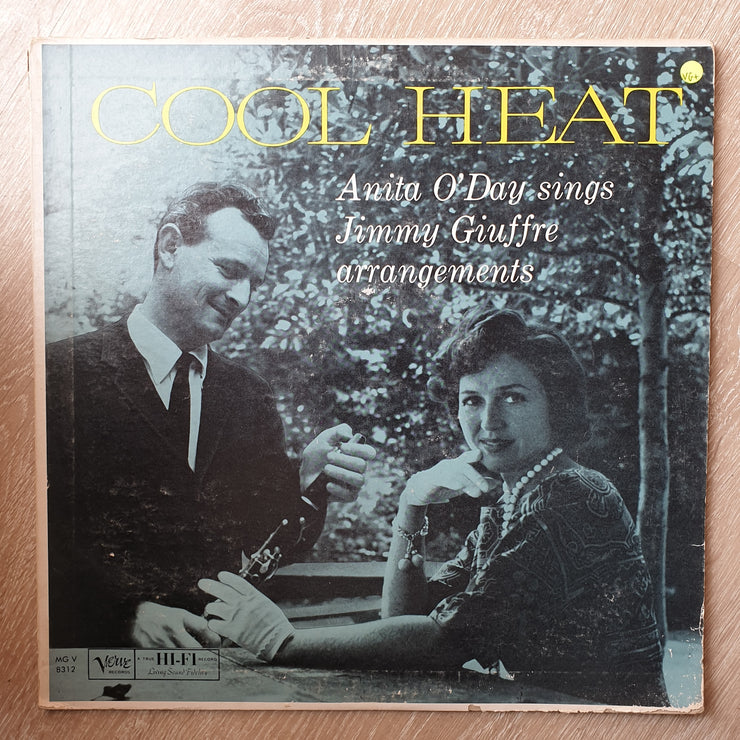 VG+
COOL HEAT
Anita O'Day sings
Jimmy Giuffre
arrangements
MG V
8312
Verve
RECORDS
A TRUE HI-FI RECORD
Living Sound Fidelity